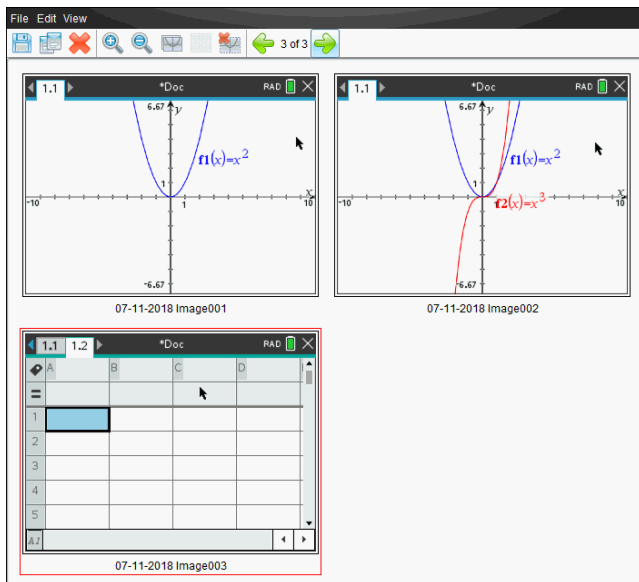 File Edit View
3 of 3
1.1 *Doc RAD
6.67 y
f1(x)=x²
1
x
-10 1 10
-6.67
07-11-2018 Image001
1.1 *Doc RAD
6.67 y
f1(x)=x²
1
x
-10 f2(x)=x³ 10
-6.67
07-11-2018 Image002
1.1 1.2 *Doc RAD
A B C D
=
1
2
3
4
5
A1
07-11-2018 Image003